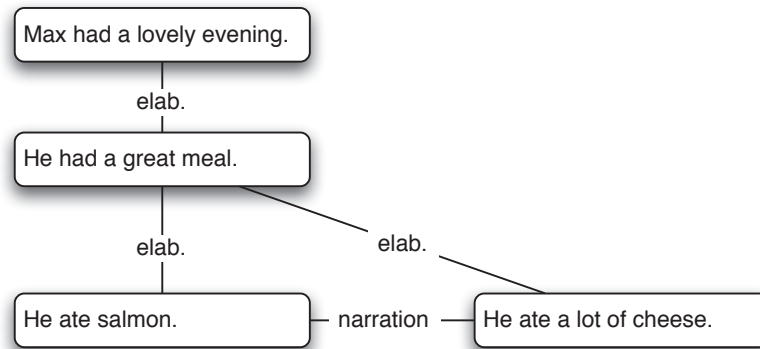 Max had a lovely evening.
elab.
He had a great meal.
elab.
elab.
He ate salmon.
narration
He ate a lot of cheese.